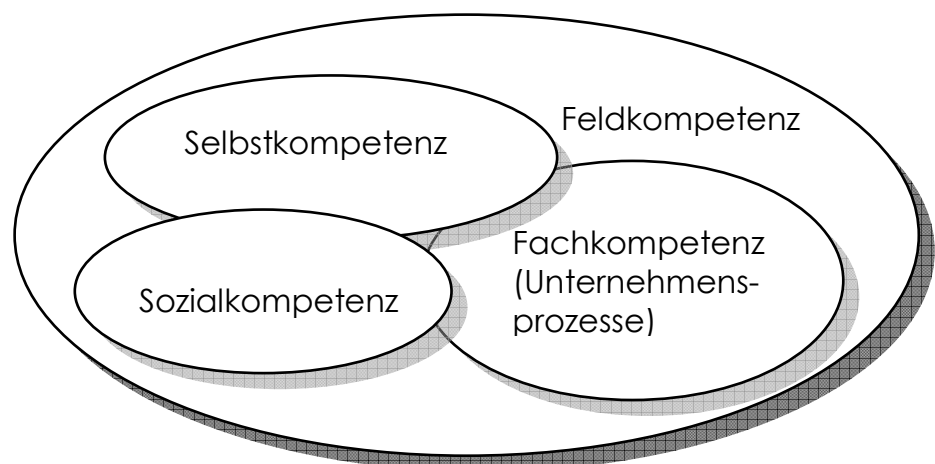 Feldkompetenz
Selbstkompetenz
Fachkompetenz
(Unternehmens-
prozesse)
Sozialkompetenz